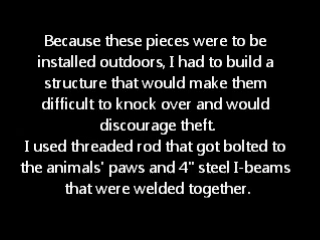 Because these pieces were to be
installed outdoors, I had to build a
structure that would make them
difficult to knock over and would
discourage theft.
I used threaded rod that got bolted to
the animals' paws and 4" steel I-beams
that were welded together.